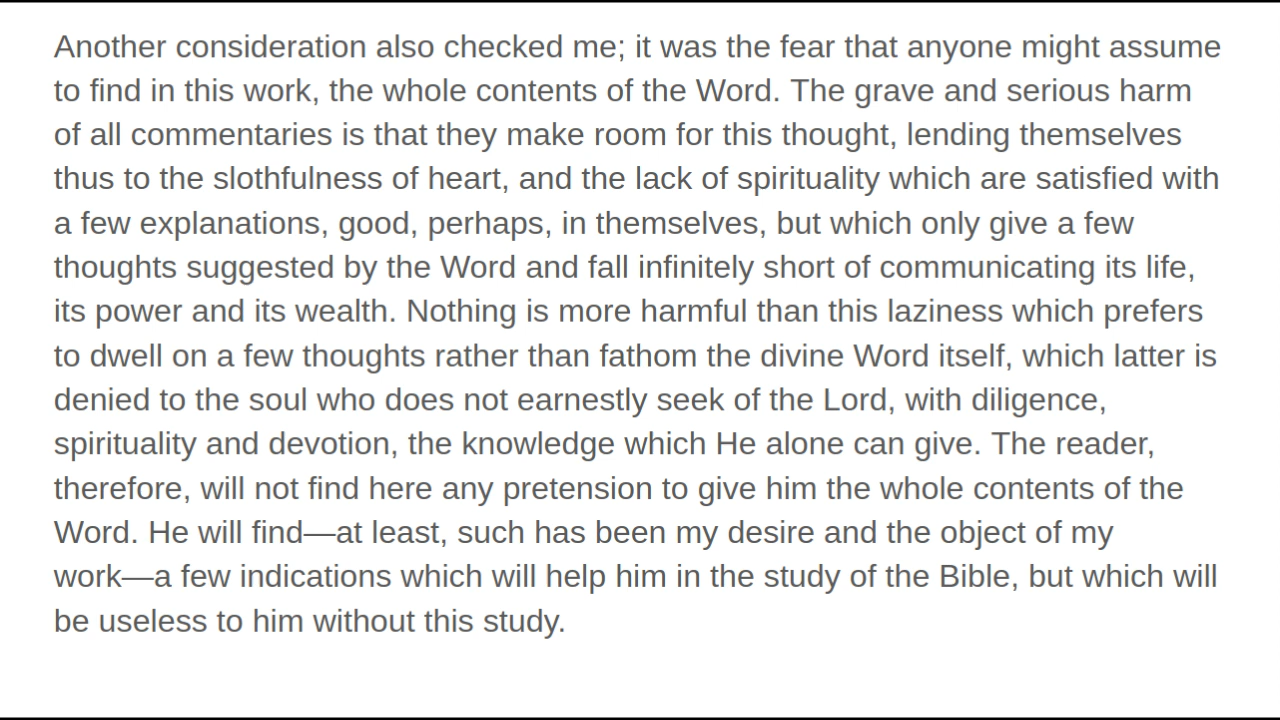 Another consideration also checked me; it was the fear that anyone might assume
to find in this work, the whole contents of the Word. The grave and serious harm
of all commentaries is that they make room for this thought, lending themselves
thus to the slothfulness of heart, and the lack of spirituality which are satisfied with
a few explanations, good, perhaps, in themselves, but which only give a few
thoughts suggested by the Word and fall infinitely short of communicating its life,
its power and its wealth. Nothing is more harmful than this laziness which prefers
to dwell on a few thoughts rather than fathom the divine Word itself, which latter is
denied to the soul who does not earnestly seek of the Lord, with diligence,
spirituality and devotion, the knowledge which He alone can give. The reader,
therefore, will not find here any pretension to give him the whole contents of the
Word. He will find—at least, such has been my desire and the object of my
work—a few indications which will help him in the study of the Bible, but which will
be useless to him without this study.